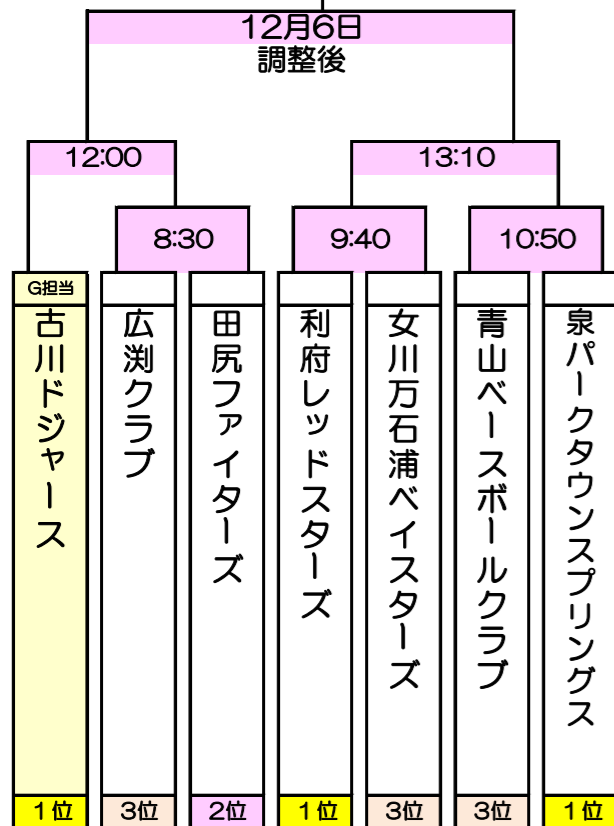 12月6日
調整後
12:00
13:10
8:30
9:40
10:50
G担当
古川ドジャース
広渕クラブ
田尻ファイターズ
利府レッドスターズ
女川万石浦ベイスターズ
青山ベースボールクラブ
泉パークタウンスプリングス
1位
3位
2位
1位
3位
3位
1位